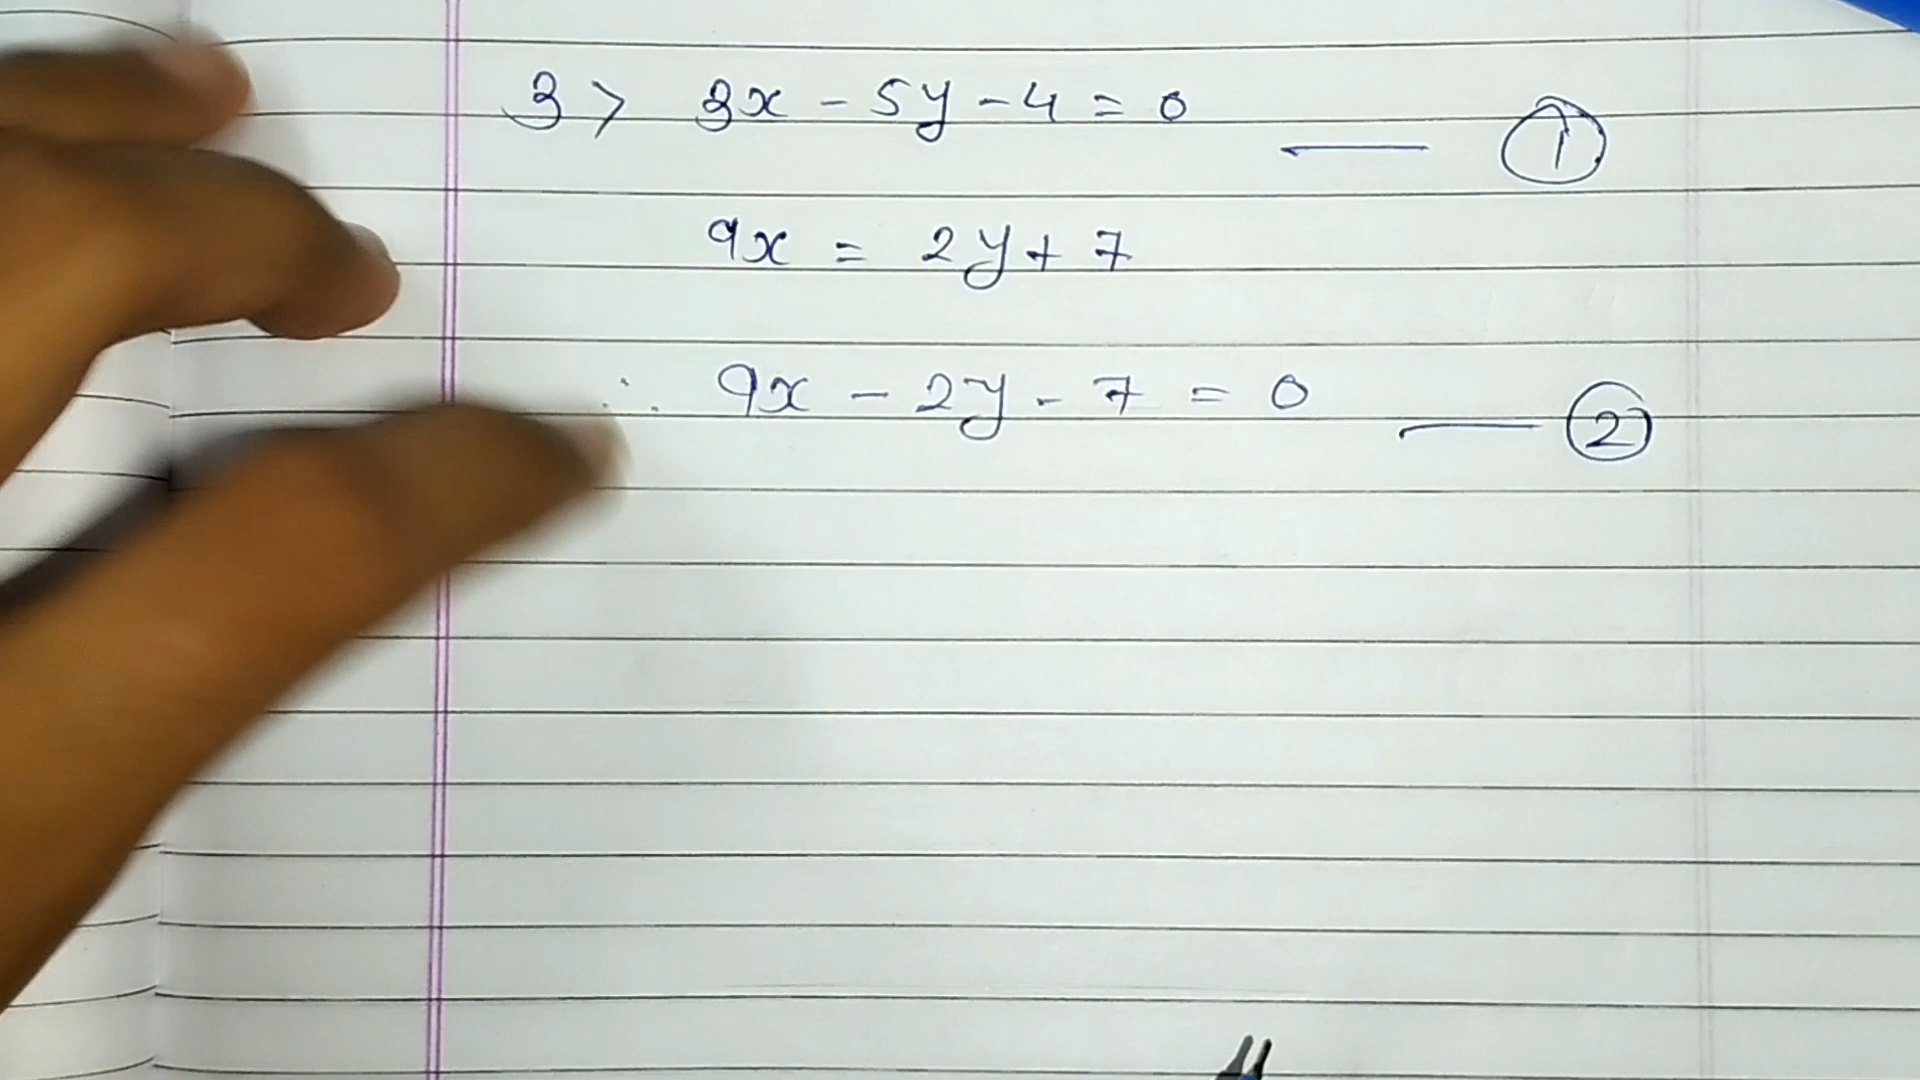 3> 3x - 5y - 4 = 0 — ①
9x = 2y + 7
∴ 9x - 2y - 7 = 0 — ②